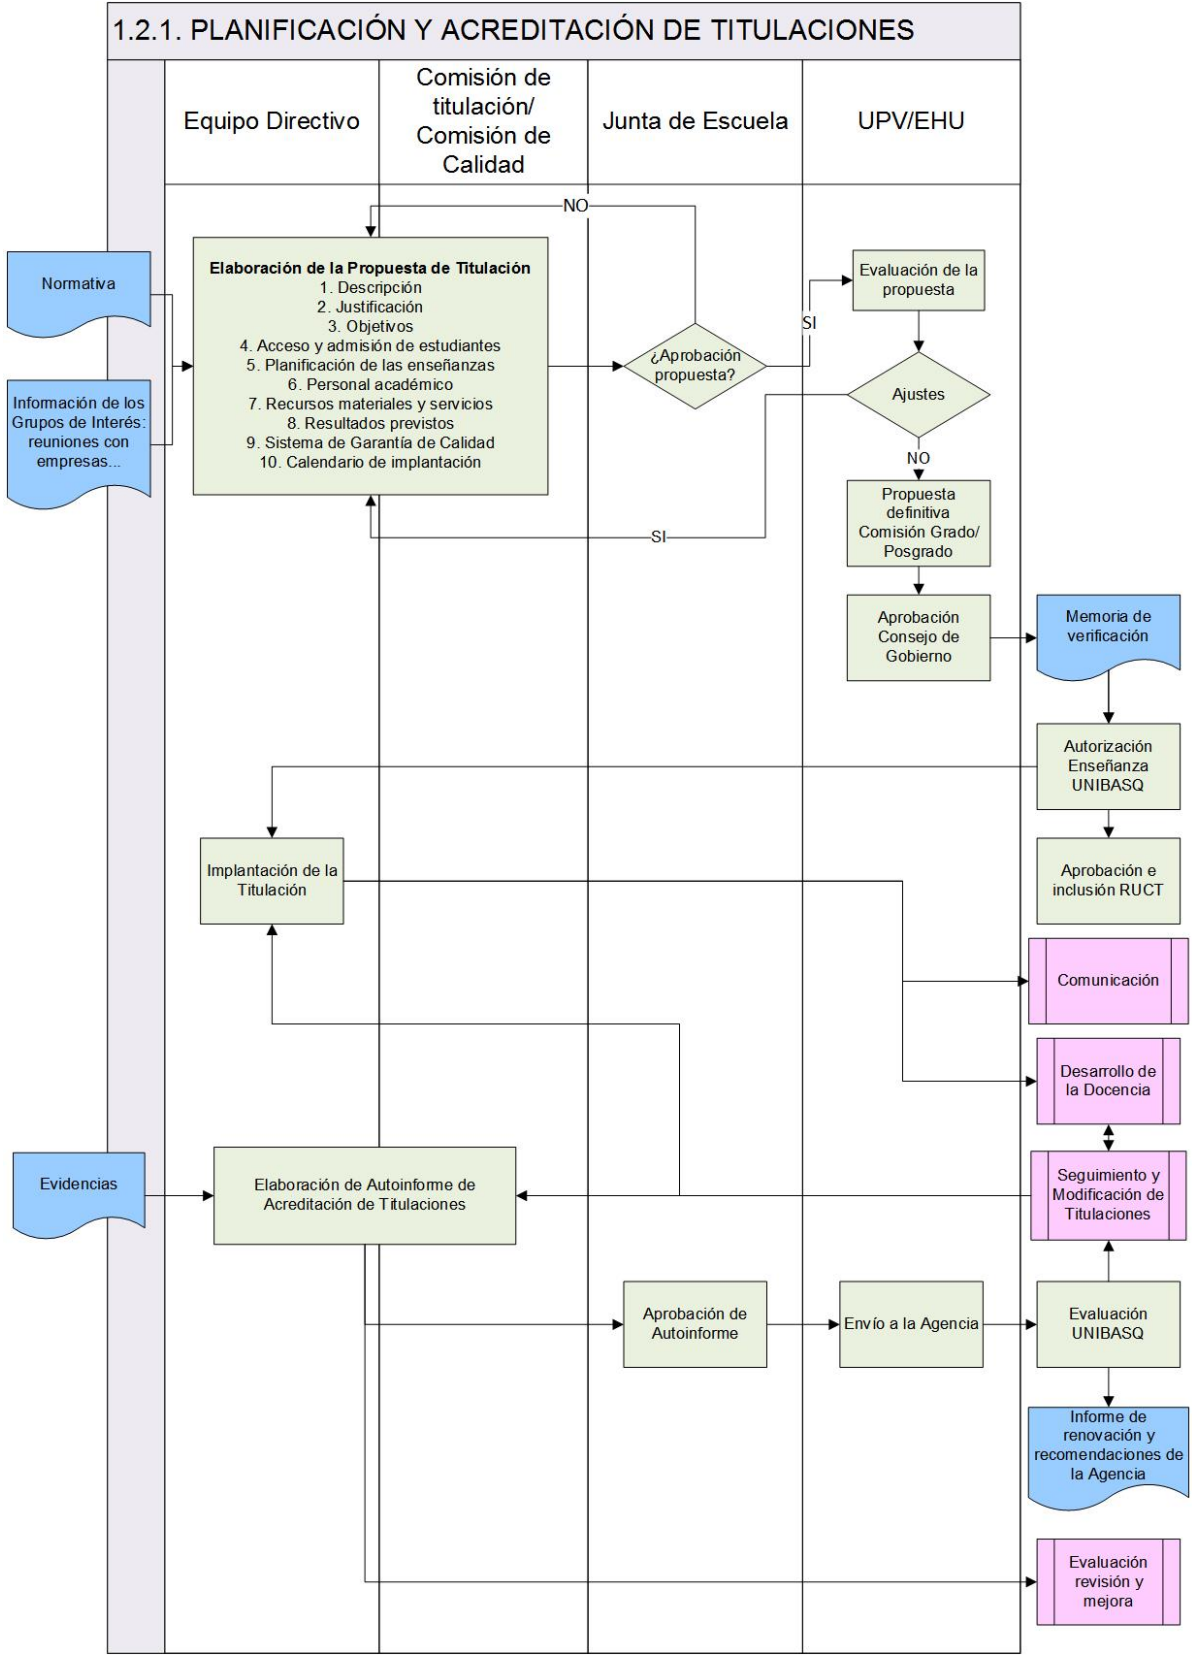 1.2.1. PLANIFICACIÓN Y ACREDITACIÓN DE TITULACIONES
Equipo Directivo
Comisión de
titulación/
Comisión de
Calidad
Junta de Escuela
UPV/EHU
NO
Normativa
Información de los
Grupos de Interés:
reuniones con
empresas...
Elaboración de la Propuesta de Titulación
1. Descripción
2. Justificación
3. Objetivos
4. Acceso y admisión de estudiantes
5. Planificación de las enseñanzas
6. Personal académico
7. Recursos materiales y servicios
8. Resultados previstos
9. Sistema de Garantía de Calidad
10. Calendario de implantación
¿Aprobación
propuesta?
SI
Evaluación de la
propuesta
Ajustes
NO
SI
Propuesta
definitiva
Comisión Grado/
Posgrado
Aprobación
Consejo de
Gobierno
Memoria de
verificación
Autorización
Enseñanza
UNIBASQ
Implantación de la
Titulación
Aprobación e
inclusión RUCT
Comunicación
Desarrollo de
la Docencia
Evidencias
Elaboración de Autoinforme de
Acreditación de Titulaciones
Seguimiento y
Modificación de
Titulaciones
Aprobación de
Autoinforme
Envío a la Agencia
Evaluación
UNIBASQ
Informe de
renovación y
recomendaciones de
la Agencia
Evaluación
revisión y
mejora